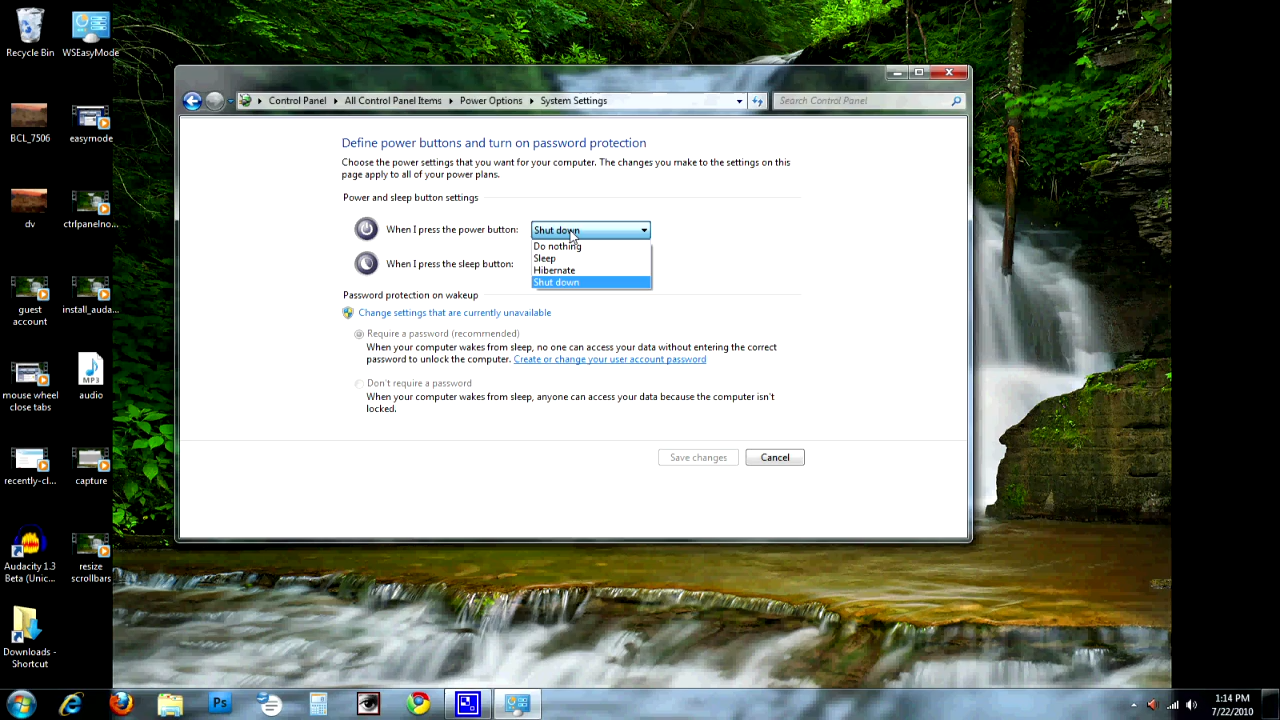 Recycle Bin
WSEasyMode
BCL_7506
easymode
dv
ctrlpanelno...
guest
account
install_auda...
mouse wheel
close tabs
audio
MP3
recently-cl...
capture
Audacity 1.3
Beta (Unic...
resize
scrollbars
Downloads -
Shortcut
Control Panel
All Control Panel Items
Power Options
System Settings
Search Control Panel
Define power buttons and turn on password protection
Choose the power settings that you want for your computer. The changes you make to the settings on this
page apply to all of your power plans.
Power and sleep button settings
When I press the power button:
Shut down
Do nothing
Sleep
Hibernate
Shut down
When I press the sleep button:
Password protection on wakeup
Change settings that are currently unavailable
Require a password (recommended)
When your computer wakes from sleep, no one can access your data without entering the correct
password to unlock the computer. Create or change your user account password
Don't require a password
When your computer wakes from sleep, anyone can access your data because the computer isn't
locked.
Save changes
Cancel
Ps
1:14 PM
7/22/2010